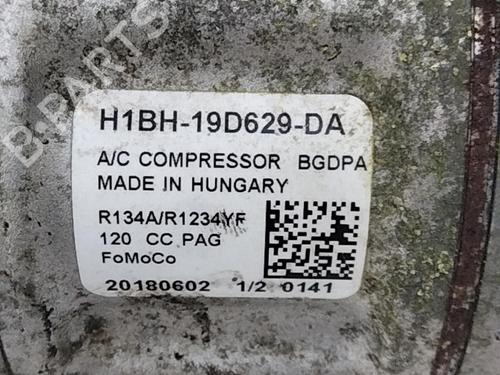 B-PARTS
H1BH-19D629-DA
A/C COMPRESSOR BGDPA
MADE IN HUNGARY
R134A/R1234YF
120 CC PAG
FoMoCo
20180602 1/2 0141